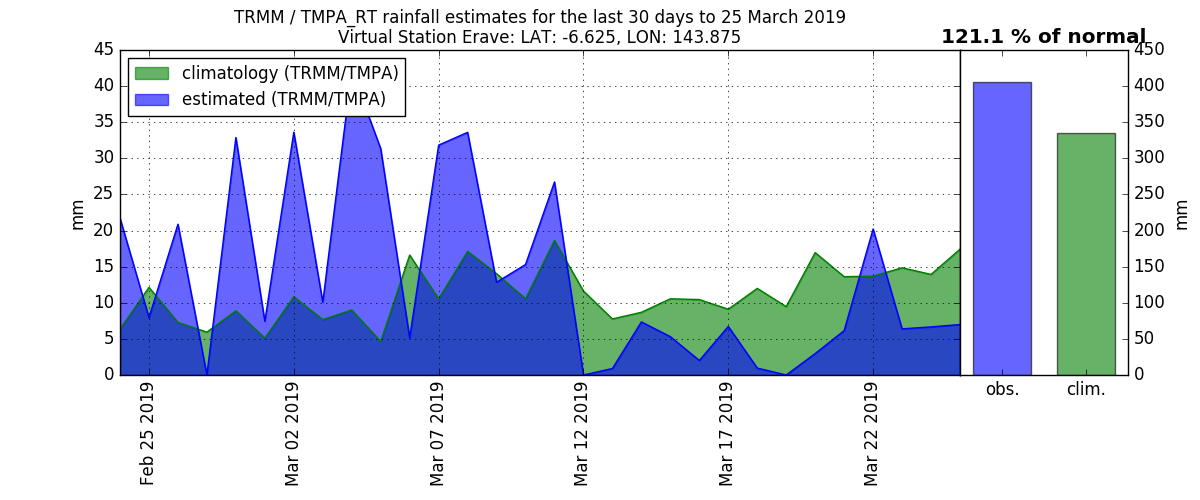 TRMM / TMPA_RT rainfall estimates for the last 30 days to 25 March 2019
Virtual Station Erave: LAT: -6.625, LON: 143.875
121.1 % of normal
climatology (TRMM/TMPA)
estimated (TRMM/TMPA)
mm
45
40
35
30
25
20
15
10
5
0
Feb 25 2019
Mar 02 2019
Mar 07 2019
Mar 12 2019
Mar 17 2019
Mar 22 2019
obs.
clim.
450
400
350
300
250
200
150
100
50
0
mm